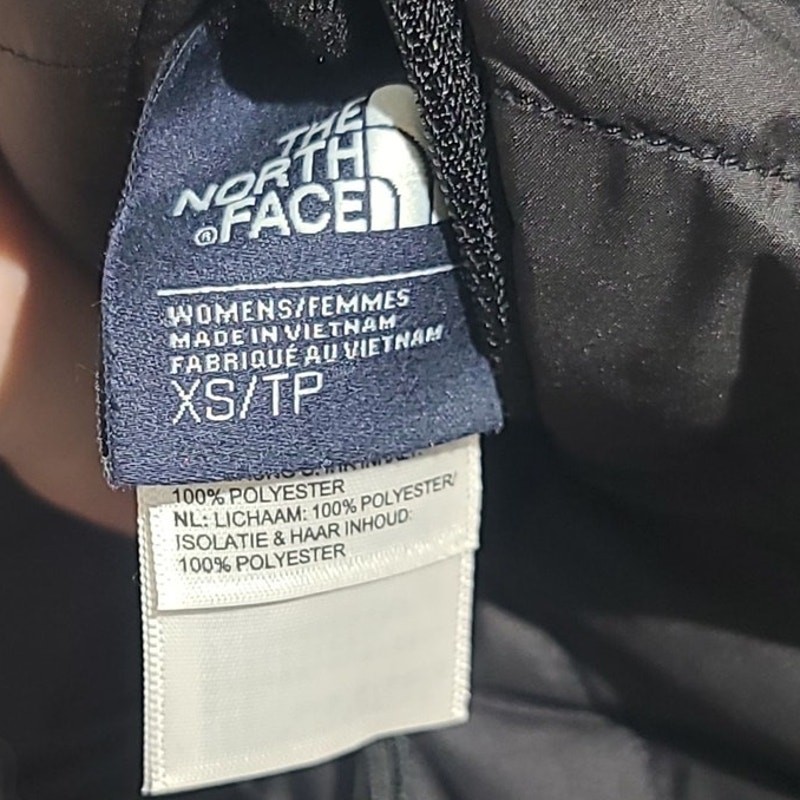 THE
NORTH
FACE
®
WOMENS/FEMMES
MADE IN VIETNAM
FABRIQUÉ AU VIETNAM
XS/TP
100% POLYESTER
NL: LICHAAM: 100% POLYESTER/
ISOLATIE & HAAR INHOUD:
100% POLYESTER